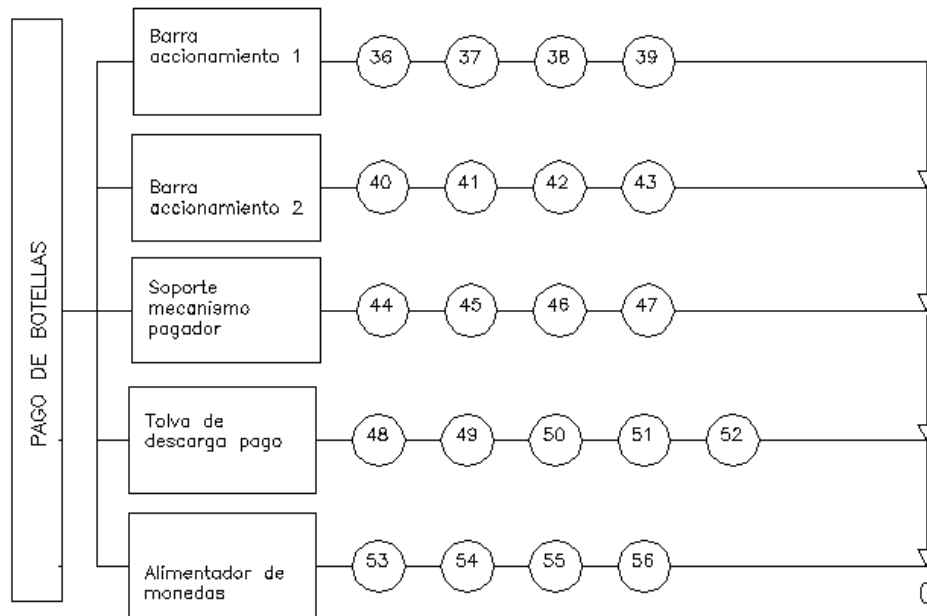 PAGO DE BOTELLAS
Barra
accionamiento 1
36 37 38 39
Barra
accionamiento 2
40 41 42 43
Soporte
mecanismo
pagador
44 45 46 47
Tolva de
descarga pago
48 49 50 51 52
Alimentador de
monedas
53 54 55 56